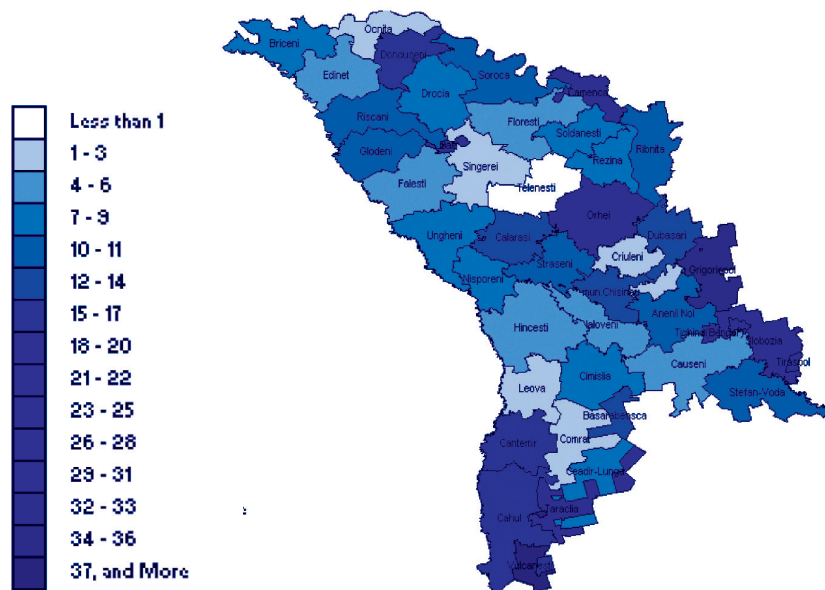 Less than 1
1 - 3
4 - 6
7 - 9
10 - 11
12 - 14
15 - 17
18 - 20
21 - 22
23 - 25
26 - 28
29 - 31
32 - 33
34 - 36
37, and More
Ocnita
Briceni
Donduseni
Edinet
Soroca
Drocia
Camenca
Riscani
Floresti
Soldanesti
Ribnita
Glodeni
Singerei
Rezina
Falesti
Telenesti
Orhei
Ungheni
Calarasi
Dubasari
Criuleni
Grigoriopol
Straseni
Nisporeni
mun.Chisinau
Anenii Noi
Hincesti
Ialoveni
Slobozia
Causeni
Tiraspol
Cimislia
Leova
Stefan-Voda
Basarabeasca
Cantemir
Comrat
Ceadir-Lunga
Taraclia
Cahul
Vulcanesti